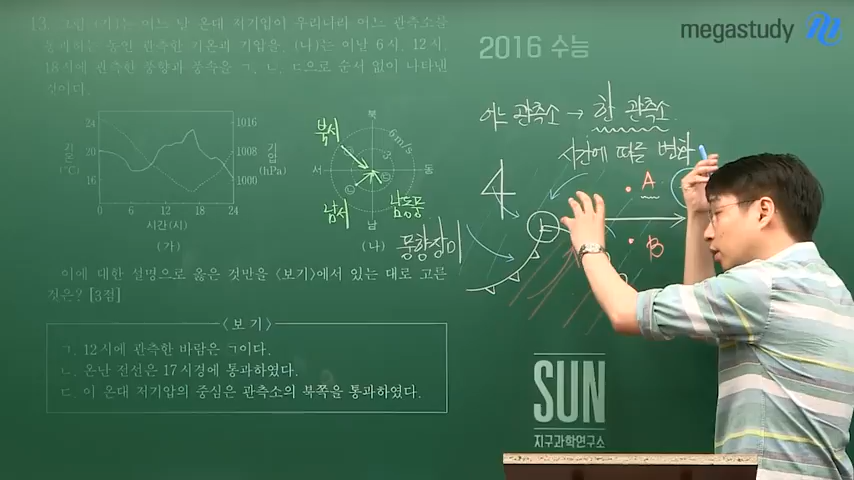 13. 그림 (가)는 어느 날 온대 저기압이 우리나라 어느 관측소를
통과하는 동안 관측한 기온과 기압을, (나)는 이날 6시, 12시,
18시에 관측한 풍향과 풍속을 ㄱ, ㄴ, ㄷ으로 순서 없이 나타낸
것이다.
24
20
16
기온
(℃)
1016
1008
1000
기압
(hPa)
0 6 12 18 24
시간(시)
(가)
북
서
동
남
6m/s
3
ㄴ
ㄷ
(나)
북서
남서
남동풍
이에 대한 설명으로 옳은 것만을 <보기>에서 있는 대로 고른
것은? [3점]
<보기>
ㄱ. 12시에 관측한 바람은 ㄱ이다.
ㄴ. 온난 전선은 17시경에 통과하였다.
ㄷ. 이 온대 저기압의 중심은 관측소의 북쪽을 통과하였다.
2016 수능
megastudy
어느 관측소 → 한 관측소.
시간에 따른 변화
A
B
풍향장이
SUN
지구과학연구소
megastudy